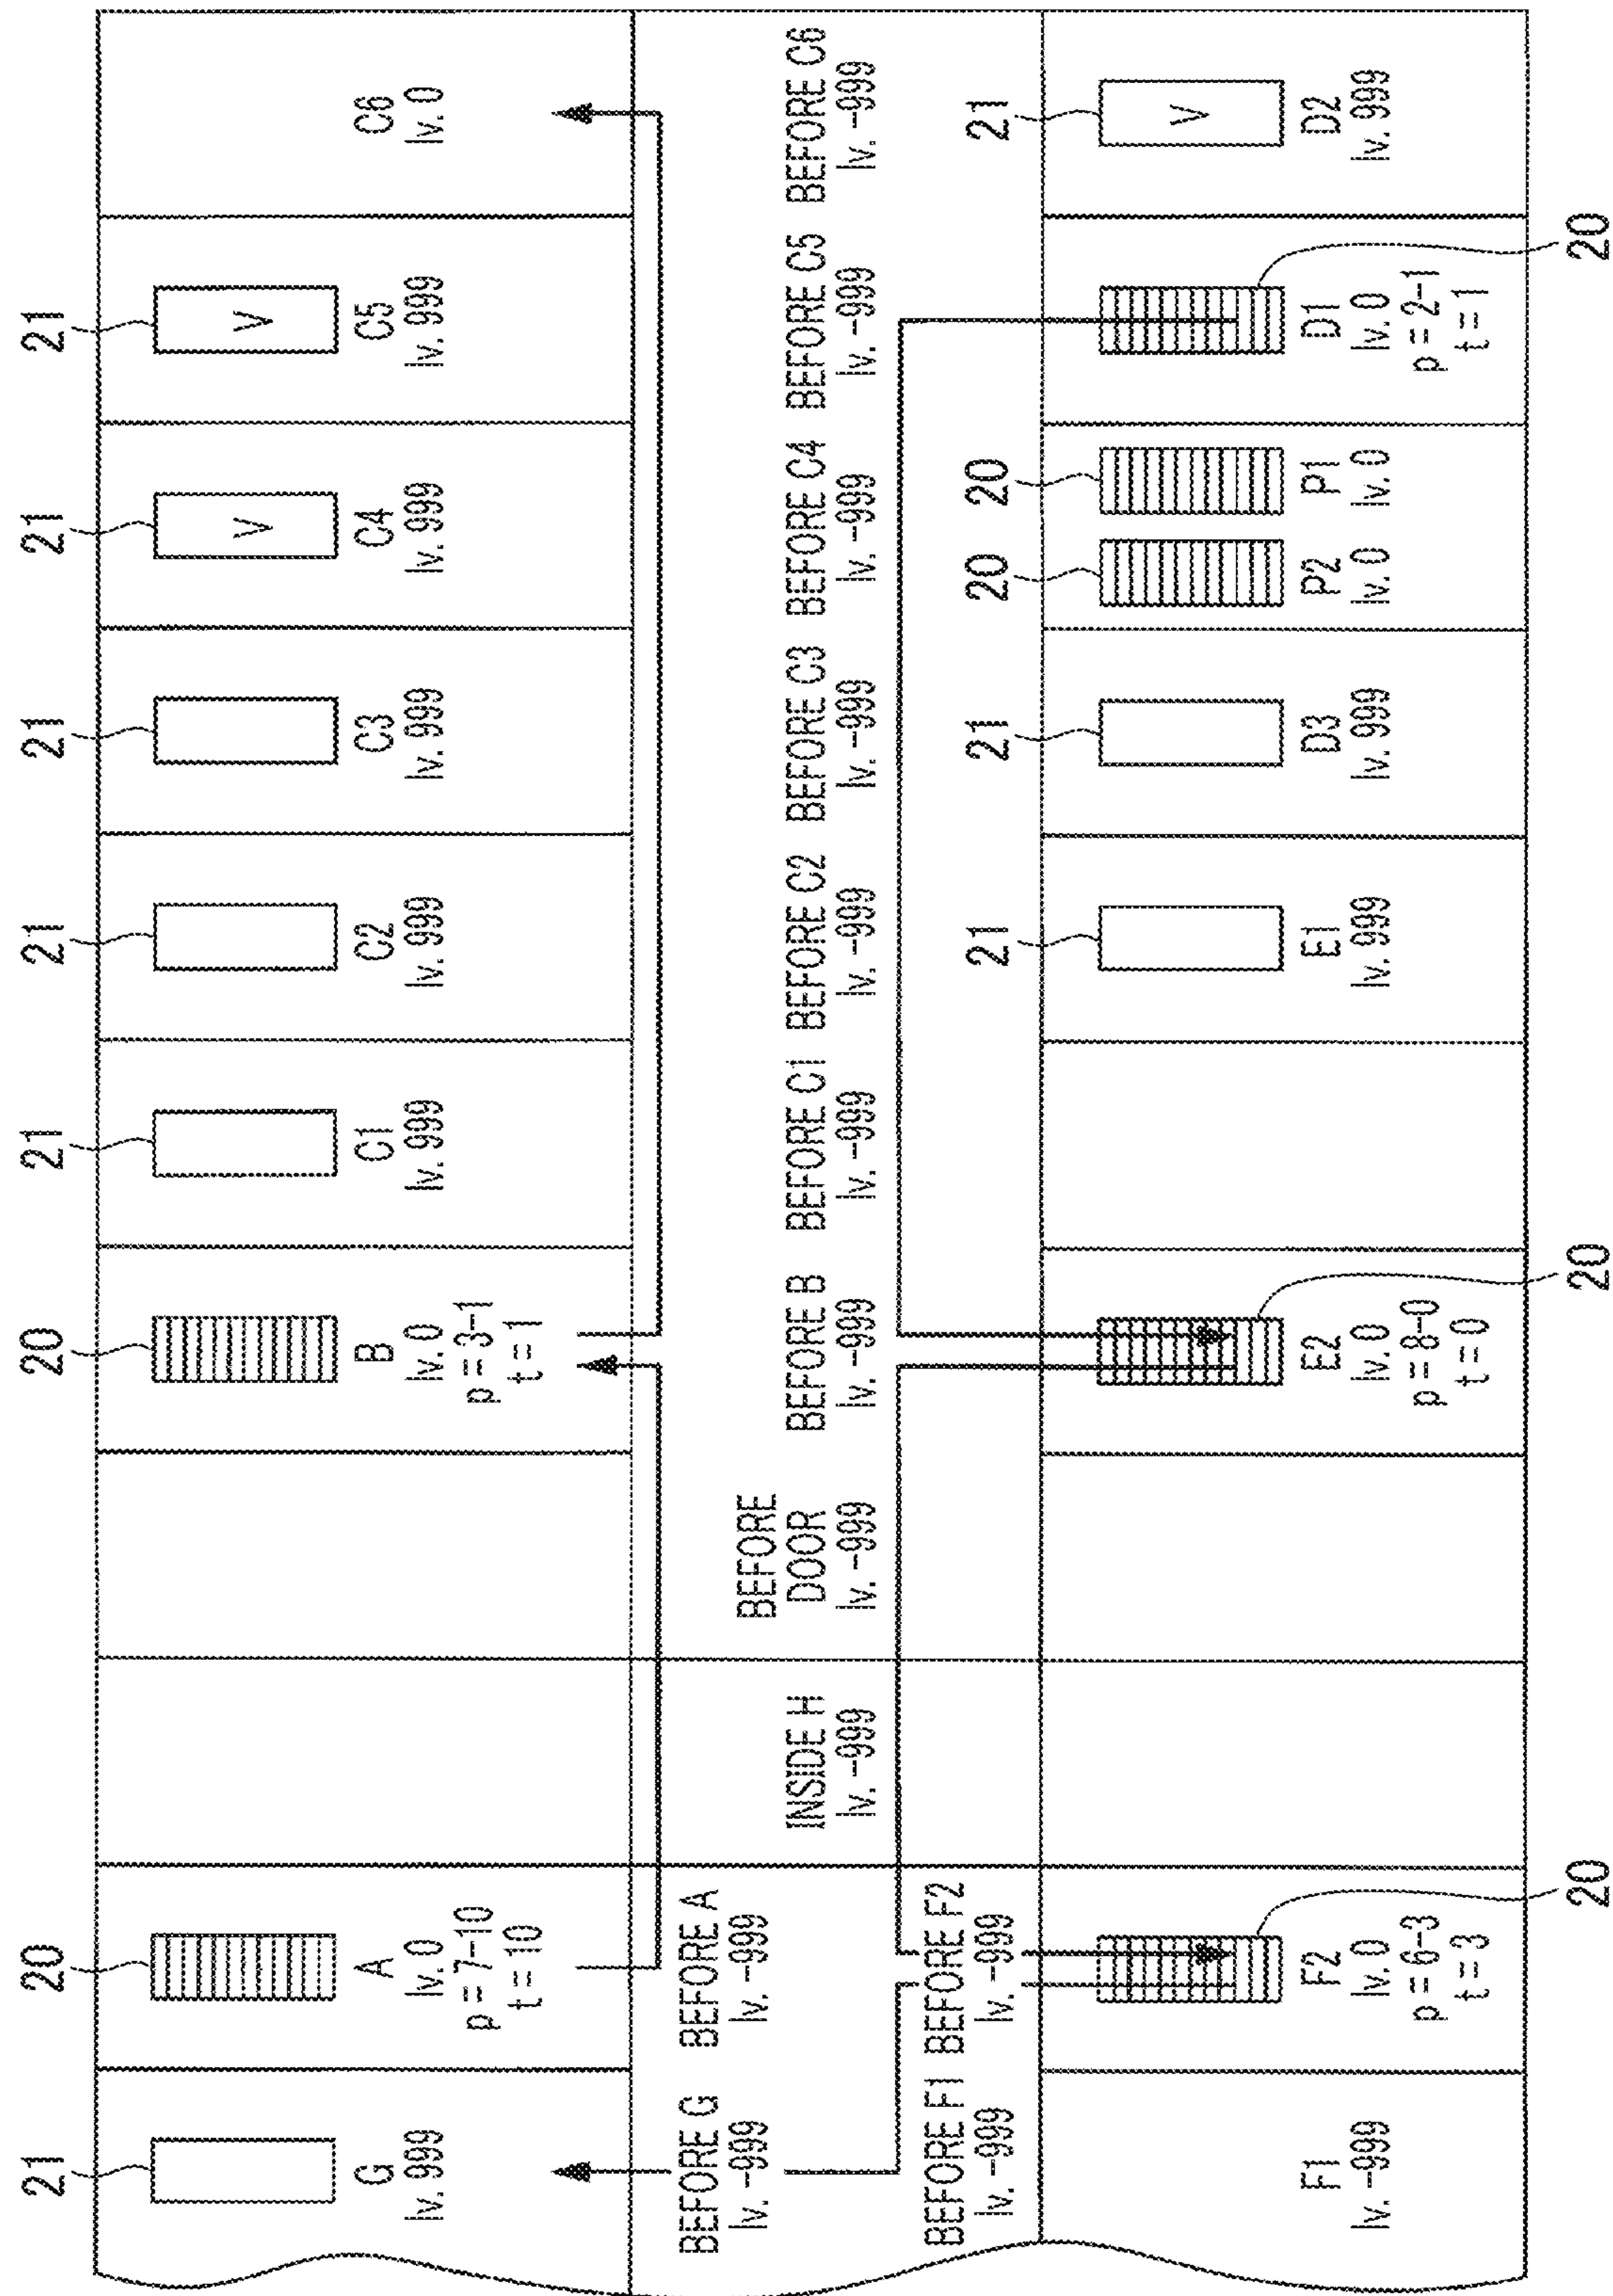 21
G
lv. 999
20
A
lv. 0
p = 7-10
t = 10
20
B
lv. 0
p = 3-1
t = 1
21
C1
lv. 999
21
C2
lv. 999
21
C3
lv. 999
21
C4
lv. 999
V
21
C5
lv. 999
V
C6
lv. 0
BEFORE G
lv. -999
BEFORE A
lv. -999
BEFORE F1
lv. -999
BEFORE F2
lv. -999
INSIDE H
lv. -999
BEFORE
DOOR
lv. -999
BEFORE B
lv. -999
BEFORE C1
lv. -999
BEFORE C2
lv. -999
BEFORE C3
lv. -999
BEFORE C4
lv. -999
BEFORE C5
lv. -999
BEFORE C6
lv. -999
F1
lv. -999
F2
lv. 0
p = 6-3
t = 3
20
E2
lv. 0
p = 8-0
t = 0
20
21
E1
lv. 999
21
D3
lv. 999
20
P2
lv. 0
20
P1
lv. 0
D1
lv. 0
p = 2-1
t = 1
20
21
V
D2
lv. 999